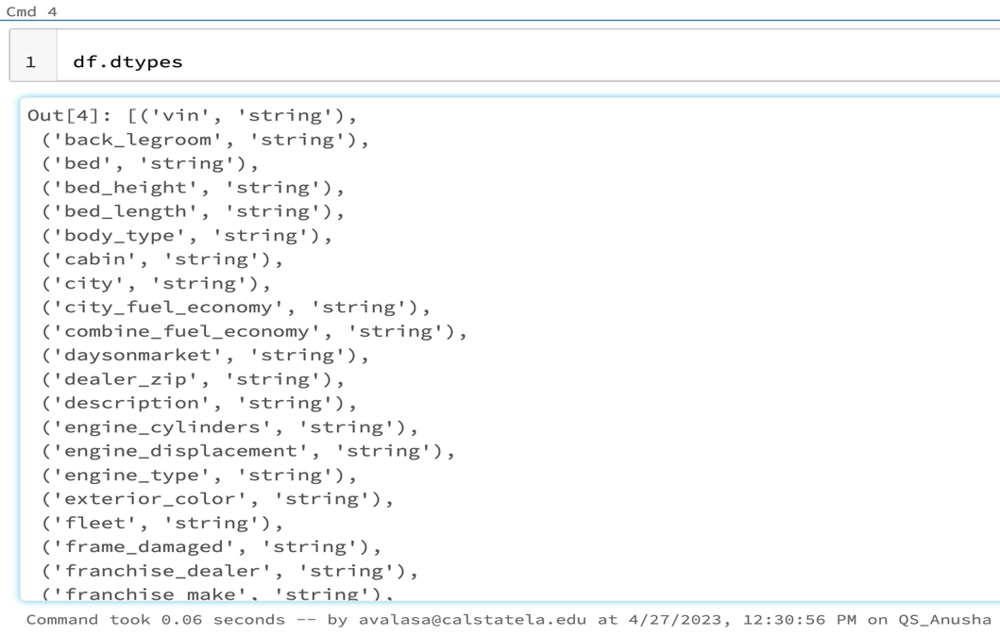 Cmd 4
1 df.dtypes
Out[4]: [('vin', 'string'),
('back_legroom', 'string'),
('bed', 'string'),
('bed_height', 'string'),
('bed_length', 'string'),
('body_type', 'string'),
('cabin', 'string'),
('city', 'string'),
('city_fuel_economy', 'string'),
('combine_fuel_economy', 'string'),
('daysonmarket', 'string'),
('dealer_zip', 'string'),
('description', 'string'),
('engine_cylinders', 'string'),
('engine_displacement', 'string'),
('engine_type', 'string'),
('exterior_color', 'string'),
('fleet', 'string'),
('frame_damaged', 'string'),
('franchise_dealer', 'string'),
('franchise_make', 'string'),
Command took 0.06 seconds -- by avalasa@calstatela.edu at 4/27/2023, 12:30:56 PM on QS_Anusha